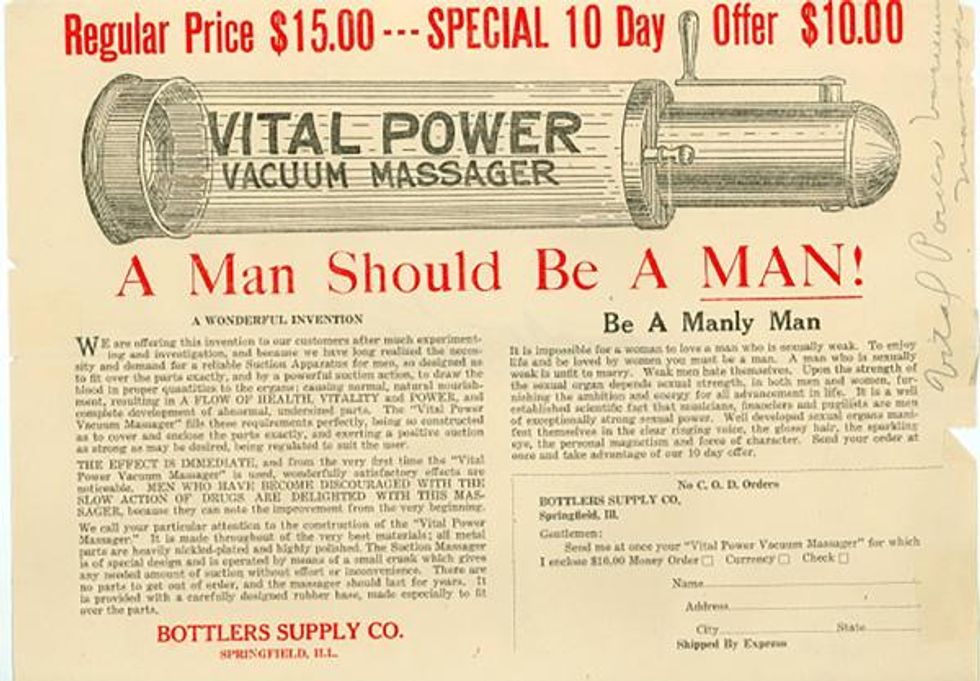 Regular Price $15.00 --- SPECIAL 10 Day Offer $10.00
VITAL POWER
VACUUM MASSAGER
A Man Should Be A MAN!
A WONDERFUL INVENTION
WE are offering this invention to our customers after much experiment-
ing and investigation, and because we have long realized the neces-
sity and demand for a reliable Suction Apparatus for men, so designed as
to fit over the parts exactly, and by a powerful suction action, to draw the
blood in proper quantities to the organs; causing normal, natural nourish-
ment, resulting in A FLOW OF HEALTH, VITALITY and POWER, and
complete development of abnormal, undersized parts. The "Vital Power
Vacuum Massager" fills these requirements perfectly, being so constructed
as to cover and enclose the parts exactly, and exerting a positive suction
as strong as may be desired, being regulated to suit the user.
THE EFFECT IS IMMEDIATE, and from the very first time the "Vital
Power Vacuum Massager" is used, wonderfully satisfactory effects are
noticeable. MEN WHO HAVE BECOME DISCOURAGED WITH THE
SLOW ACTION OF DRUGS ARE DELIGHTED WITH THIS MAS-
SAGER, because they can note the improvement from the very beginning.
We call your particular attention to the construction of the "Vital Power
Massager." It is made throughout of the very best materials; all metal
parts are heavily nickled-plated and highly polished. The Suction Massager
is of special design and is operated by means of a small crank which gives
any needed amount of suction without effort or inconvenience. There are
no parts to get out of order, and the massager should last for years. It
is provided with a carefully designed rubber base, made especially to fit
over the parts.
BOTTLERS SUPPLY CO.
SPRINGFIELD, ILL.
Be A Manly Man
It is impossible for a woman to love a man who is sexually weak. To enjoy
life and be loved by women you must be a man. A man who is sexually
weak is unfit to marry. Weak men hate themselves. Upon the strength of
the sexual organ depends sexual strength, in both men and women, fur-
nishing the ambition and energy for all advancement in life. It is a well
established scientific fact that musicians, financiers and pugilists are men
of exceptionally strong sexual power. Well developed sexual organs mani-
fest themselves in the clear ringing voice, the glossy hair, the sparkling
eye, the personal magnetism and force of character. Send your order at
once and take advantage of our 10 day offer.
No C. O. D. Orders
BOTTLERS SUPPLY CO,
Springfield, Ill.
Gentlemen:
Send me at once your "Vital Power Vacuum Massager" for which
I enclose $10.00 Money Order □ Currency □ Check □
Name
Address
City State
Shipped By Express
Vital Power Vacuum